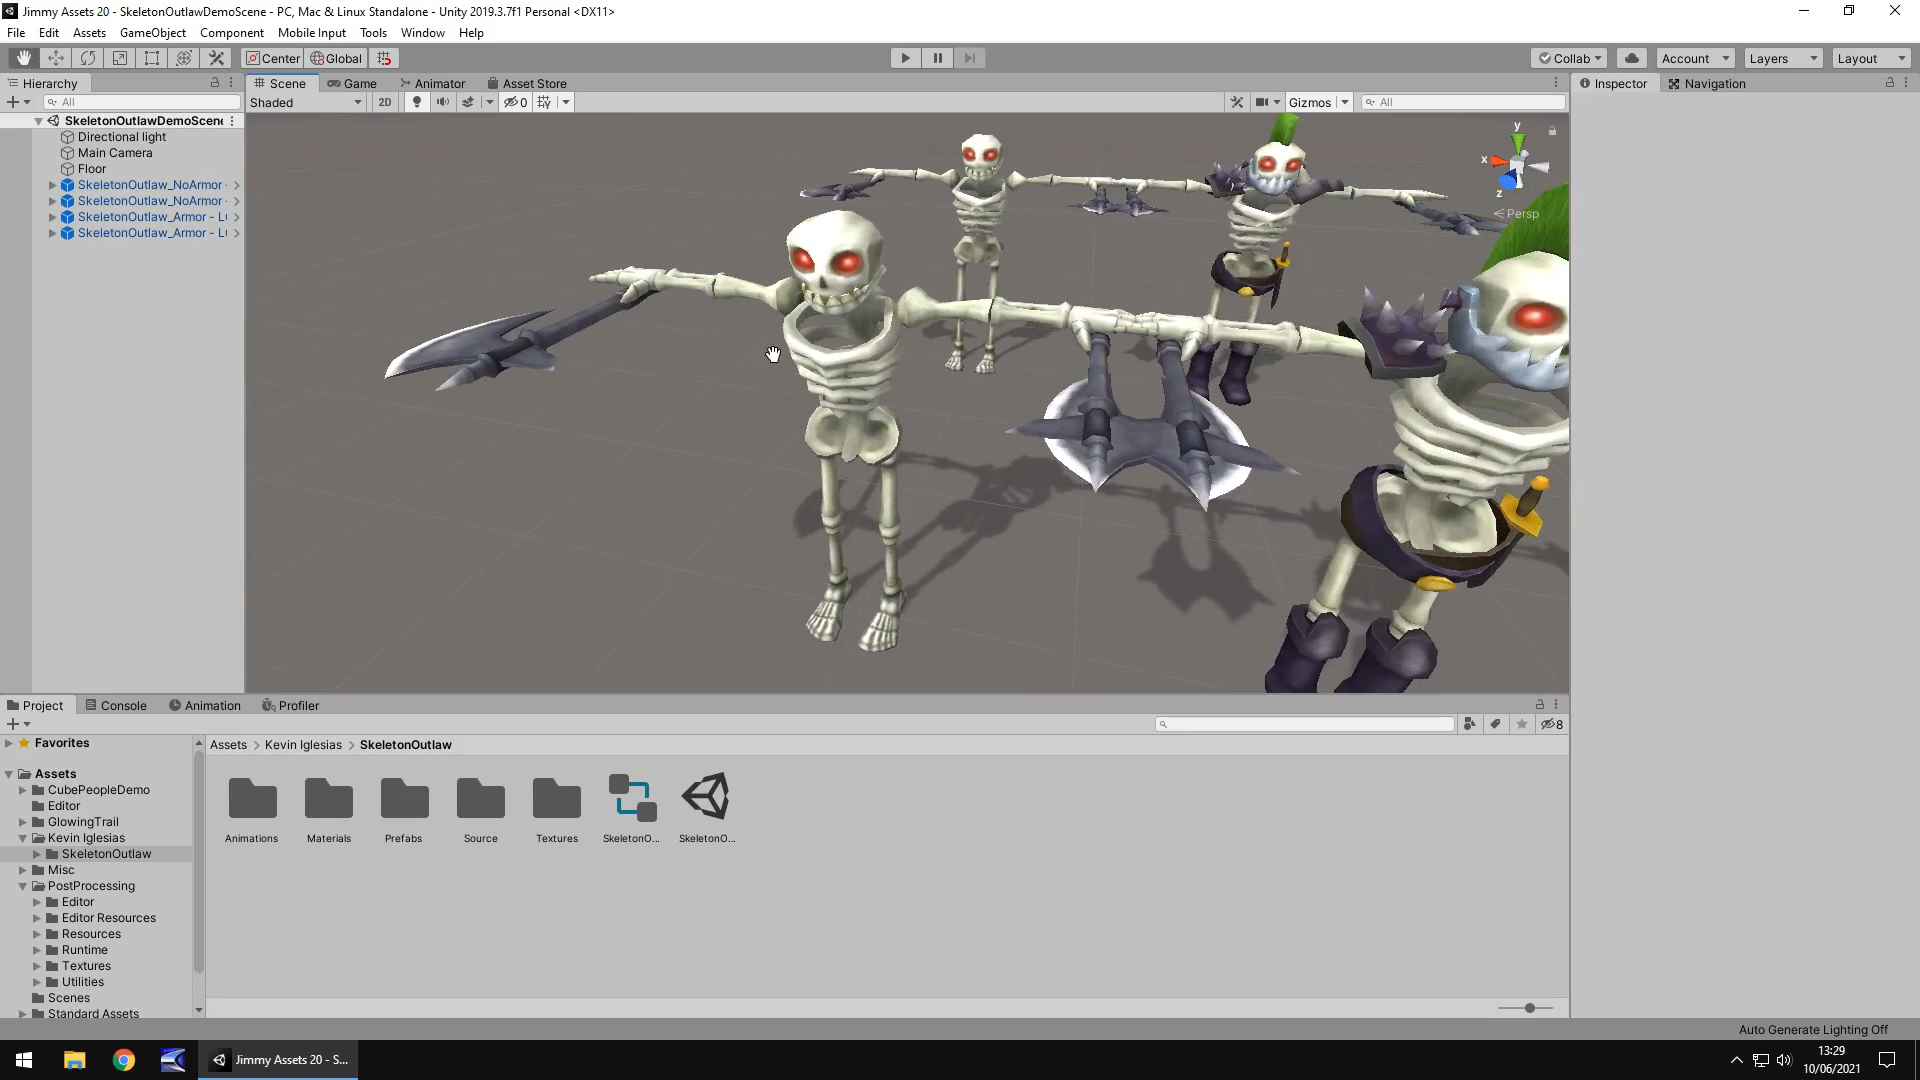 Jimmy Assets 20 - SkeletonOutlawDemoScene - PC, Mac & Linux Standalone - Unity 2019.3.7f1 Personal <DX11>
File Edit Assets GameObject Component Mobile Input Tools Window Help
Center Global Collab Account Layers Layout
Hierarchy Scene Game Animator Asset Store Inspector Navigation
All Shaded 2D 0 Gizmos All
SkeletonOutlawDemoScene
Directional light
Main Camera
Floor
SkeletonOutlaw_NoArmor
SkeletonOutlaw_NoArmor
SkeletonOutlaw_Armor - L
SkeletonOutlaw_Armor - L
y
x
z
Persp
Project Console Animation Profiler
8
Favorites
Assets > Kevin Iglesias > SkeletonOutlaw
Assets
CubePeopleDemo
Editor
GlowingTrail
Kevin Iglesias
SkeletonOutlaw
Misc
PostProcessing
Editor
Editor Resources
Resources
Runtime
Textures
Utilities
Scenes
Standard Assets
Animations Materials Prefabs Source Textures SkeletonO... SkeletonO...
Auto Generate Lighting Off
Jimmy Assets 20 - S...
13:29
10/06/2021